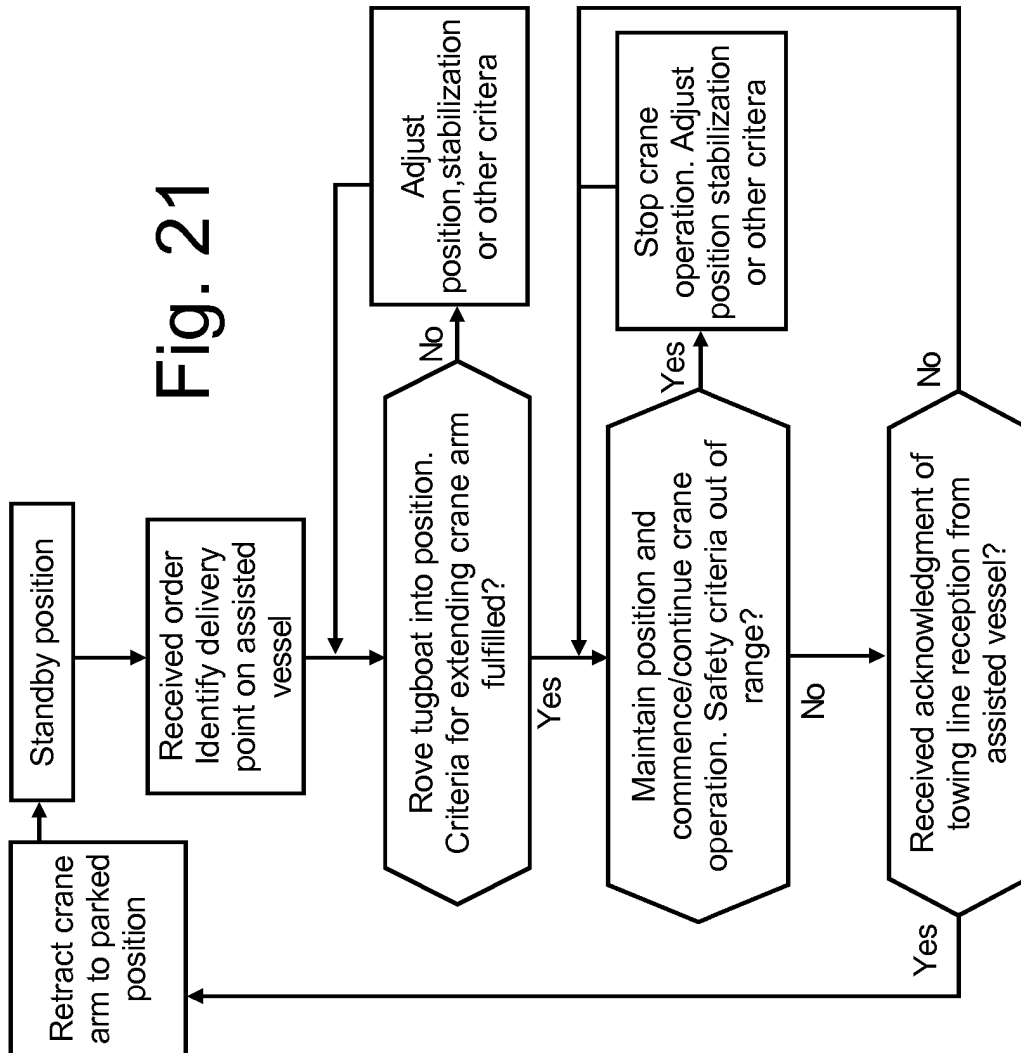 Fig. 21
Retract crane
arm to parked
position
Standby position
Received order
Identify delivery
point on assisted
vessel
Rove tugboat into position.
Criteria for extending crane arm
fulfilled?
No
Adjust
position,stabilization
or other critera
Yes
Maintain position and
commence/continue crane
operation. Safety criteria out of
range?
Yes
Stop crane
operation. Adjust
position stabilization
or other critera
No
Received acknowledgment of
towing line reception from
assisted vessel?
Yes
No